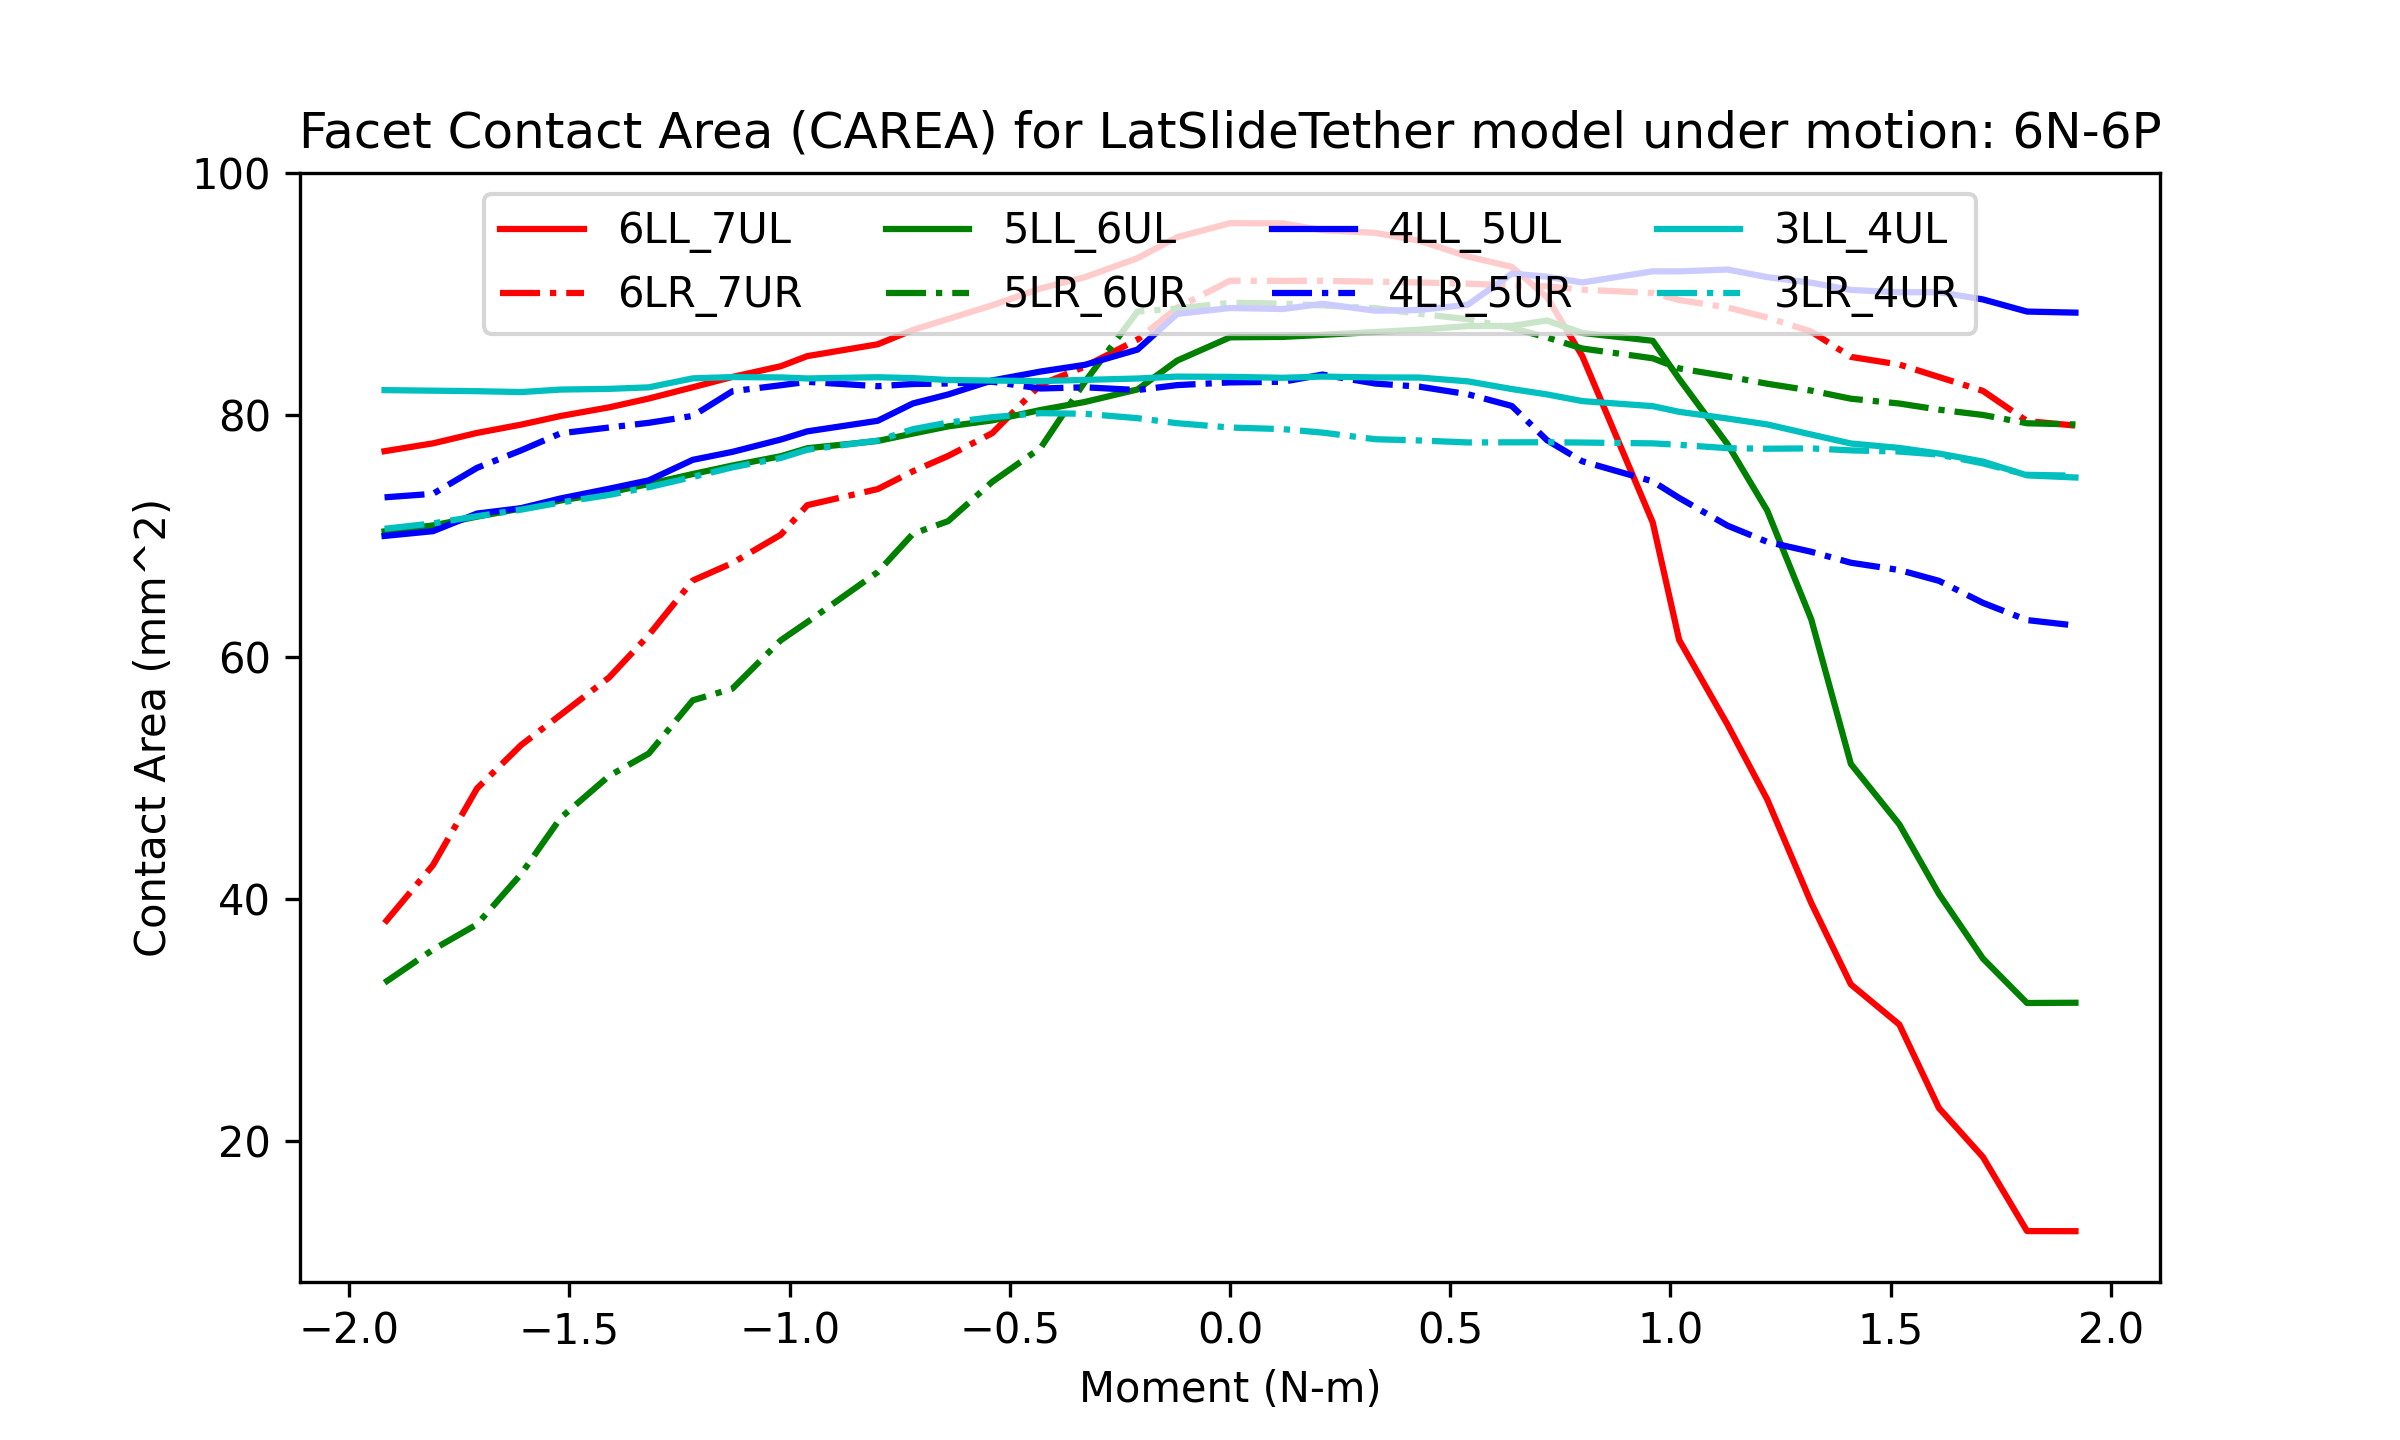 Facet Contact Area (CAREA) for LatSlideTether model under motion: 6N-6P
100
80
60
40
20
Contact Area (mm^2)
6LL_7UL 5LL_6UL 4LL_5UL 3LL_4UL
6LR_7UR 5LR_6UR 4LR_5UR 3LR_4UR
−2.0 −1.5 −1.0 −0.5 0.0 0.5 1.0 1.5 2.0
Moment (N-m)